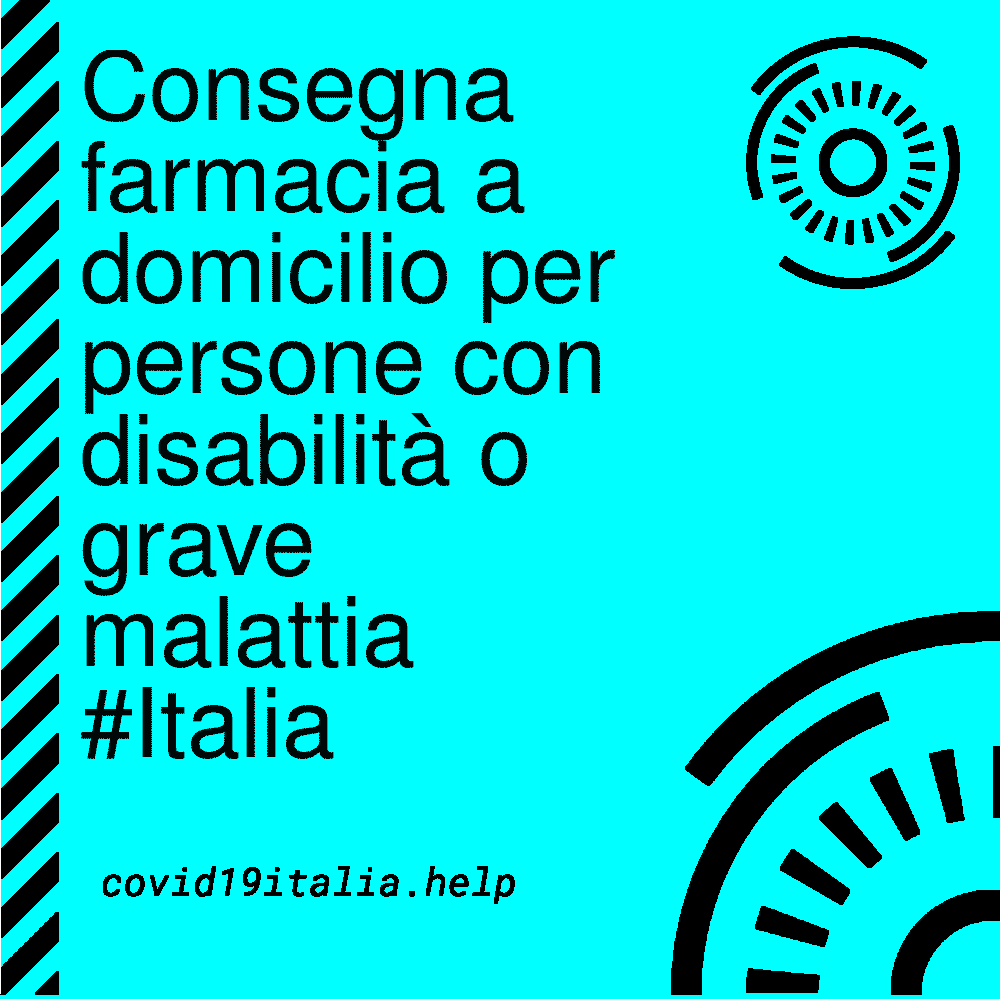 Consegna
farmacia a
domicilio per
persone con
disabilità o
grave
malattia
#Italia
covid19italia.help